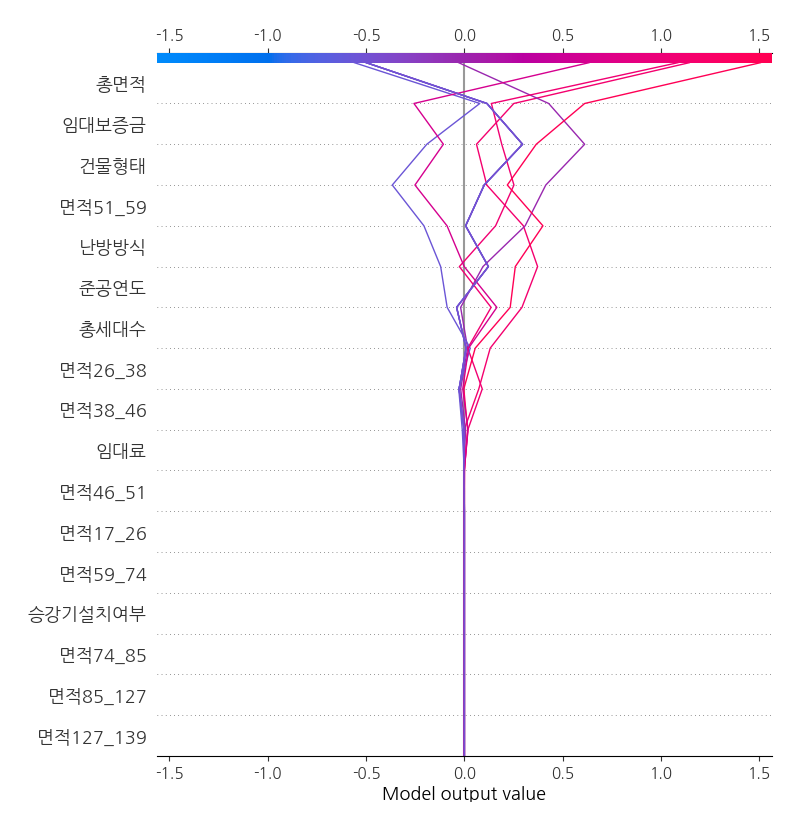 -1.5 -1.0 -0.5 0.0 0.5 1.0 1.5
총면적
임대보증금
건물형태
면적51_59
난방방식
준공연도
총세대수
면적26_38
면적38_46
임대료
면적46_51
면적17_26
면적59_74
승강기설치여부
면적74_85
면적85_127
면적127_139
-1.5 -1.0 -0.5 0.0 0.5 1.0 1.5
Model output value